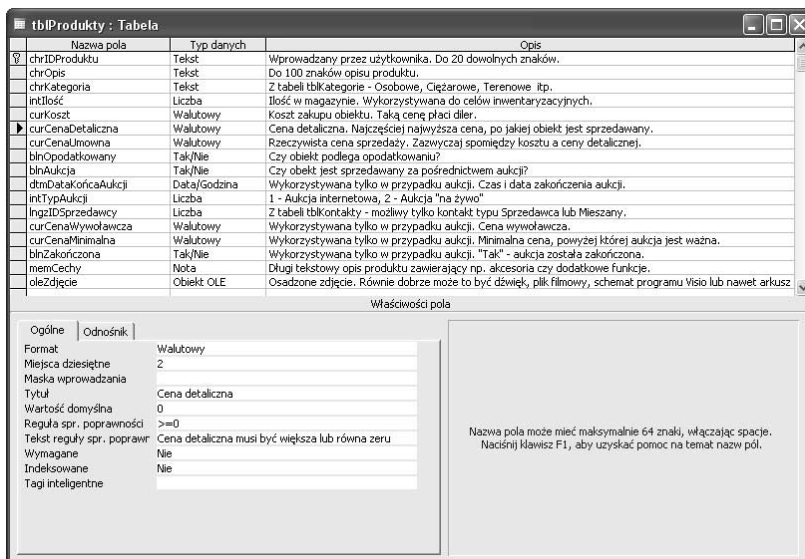 tblProdukty : Tabela
Nazwa pola Typ danych Opis
chrIDProduktu Tekst Wprowadzany przez użytkownika. Do 20 dowolnych znaków.
chrOpis Tekst Do 100 znaków opisu produktu.
chrKategoria Tekst Z tabeli tblKategorie - Osobowe, Ciężarowe, Terenowe itp.
intIlość Liczba Ilość w magazynie. Wykorzystywana do celów inwentaryzacyjnych.
curKoszt Walutowy Koszt zakupu obiektu. Taką cenę płaci diler.
curCenaDetaliczna Walutowy Cena detaliczna. Najczęściej najwyższa cena, po jakiej obiekt jest sprzedawany.
curCenaUmowna Walutowy Rzeczywista cena sprzedaży. Zazwyczaj spomiędzy kosztu a ceny detalicznej.
blnOpodatkowany Tak/Nie Czy obiekt podlega opodatkowaniu?
blnAukcja Tak/Nie Czy obekt jest sprzedawany za pośrednictwem aukcji?
dtmDataKońcaAukcji Data/Godzina Wykorzystywana tylko w przypadku aukcji. Czas i data zakończenia aukcji.
intTypAukcji Liczba 1 - Aukcja internetowa, 2 - Aukcja "na żywo"
lngzIDSprzedawcy Liczba Z tabeli tblKontakty - możliwy tylko kontakt typu Sprzedawca lub Mieszany.
curCenaWywoławcza Walutowy Wykorzystywana tylko w przypadku aukcji. Cena wywoławcza.
curCenaMinimalna Walutowy Wykorzystywana tylko w przypadku aukcji. Minimalna cena, powyżej której aukcja jest ważna.
blnZakończona Tak/Nie Wykorzystywana tylko w przypadku aukcji. "Tak" - aukcja została zakończona.
memCechy Nota Długi tekstowy opis produktu zawierający np. akcesoria czy dodatkowe funkcje.
oleZdjęcie Obiekt OLE Osadzone zdjęcie. Równie dobrze może to być dźwięk, plik filmowy, schemat programu Visio lub nawet arkusz
Właściwości pola
Ogólne Odnośnik
Format Walutowy
Miejsca dziesiętne 2
Maska wprowadzania
Tytuł Cena detaliczna
Wartość domyślna 0
Reguła spr. poprawności >=0
Tekst reguły spr. poprawr Cena detaliczna musi być większa lub równa zeru
Wymagane Nie
Indeksowane Nie
Tagi inteligentne
Nazwa pola może mieć maksymalnie 64 znaki, włączając spacje.
Naciśnij klawisz F1, aby uzyskać pomoc na temat nazw pól.